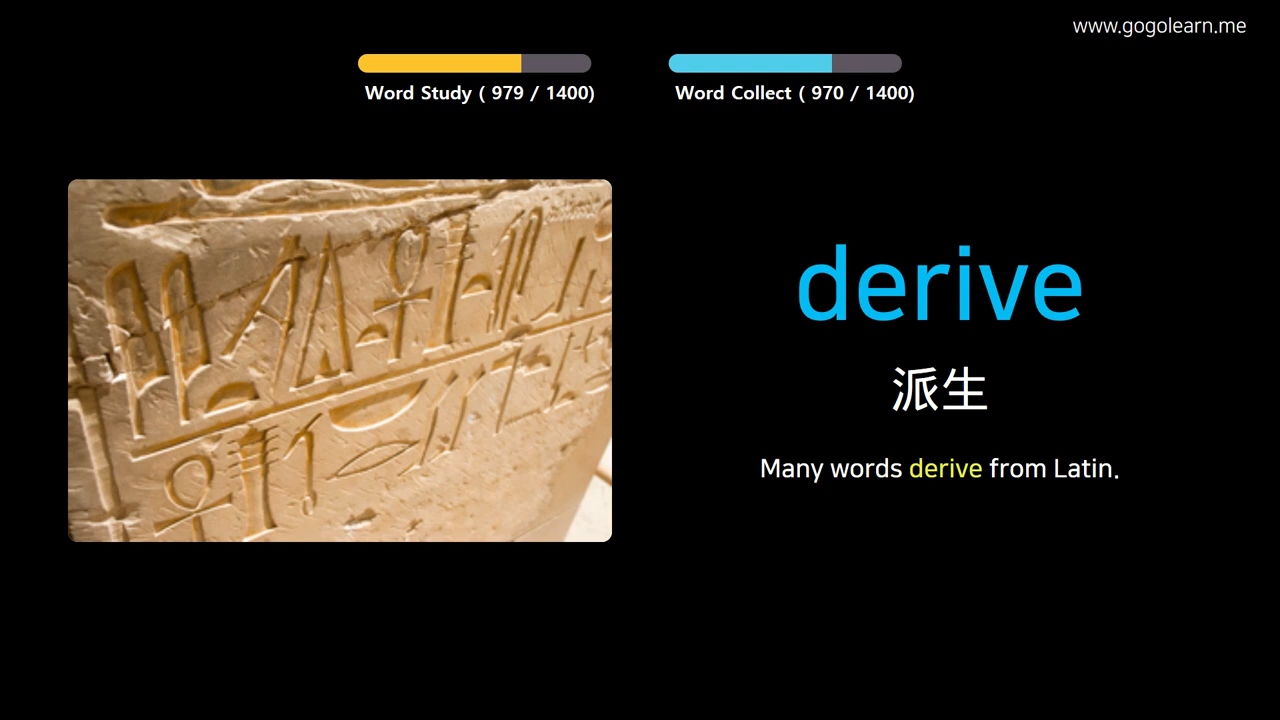 www.gogolearn.me
Word Study ( 979 / 1400)
Word Collect ( 970 / 1400)
derive
派生
Many words derive from Latin.